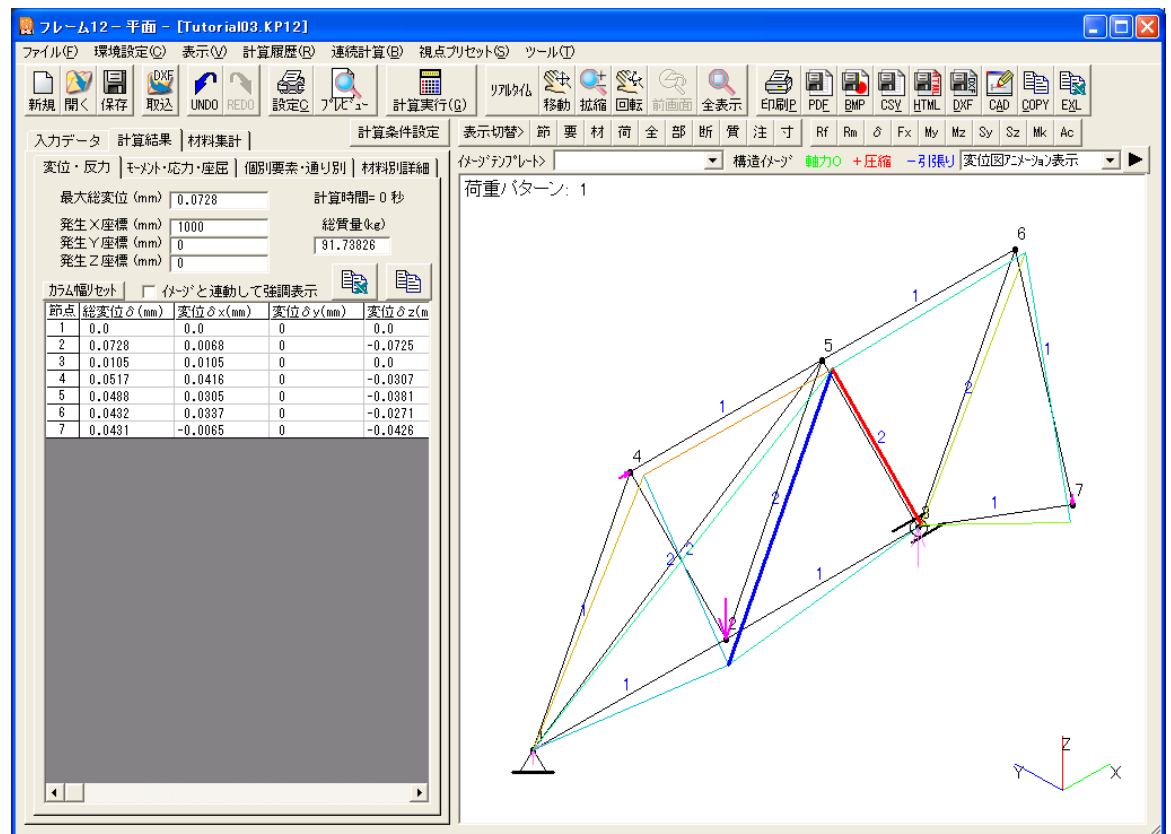 フレーム12－平面 - [Tutorial03.KP12]
ファイル(F) 環境設定(C) 表示(V) 計算履歴(R) 連続計算(B) 視点プリセット(S) ツール(T)
新規 開く 保存 DXF 取込 UNDO REDO 設定C プレビュー 計算実行(G) リアルタイム 移動 拡縮 回転 前画面 全表示 印刷P PDF BMP CSV HTML DXF CAD COPY EXL
入力データ 計算結果 材料集計 計算条件設定 表示切替> 節 要 材 荷 全 部 断 質 注 寸 Rf Rm δ Fx My Mz Sy Sz Mk Ac
変位・反力 モーメント・応力・座屈 個別要素・通り別 材料別詳細 イメージテンプレート> 構造イメージ 軸力0 +圧縮 -引張り 変位図アニメーション表示
荷重パターン: 1
最大総変位 (mm) 0.0728 計算時間= 0 秒
発生X座標 (mm) 1000 総質量(kg)
発生Y座標 (mm) 0 91.73826
発生Z座標 (mm) 0
カラム幅リセット イメージと連動して強調表示
節点 総変位δ(mm) 変位δx(mm) 変位δy(mm) 変位δz(m
1 0.0 0.0 0 0.0
2 0.0728 0.0068 0 -0.0725
3 0.0105 0.0105 0 0.0
4 0.0517 0.0416 0 -0.0307
5 0.0488 0.0305 0 -0.0381
6 0.0432 0.0337 0 -0.0271
7 0.0431 -0.0065 0 -0.0426
6
1
5
1
2
1
4
2
2
1
7
3
2
2
1
1
2
1
Z
Y
X